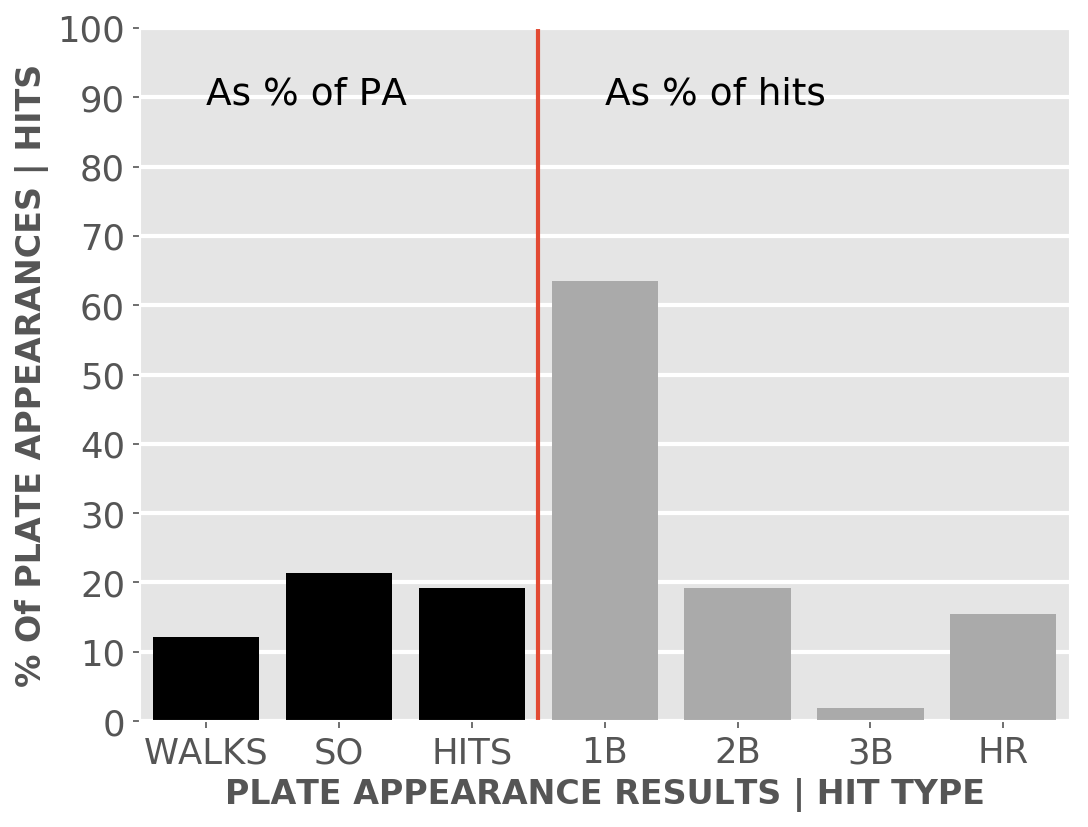 % Of PLATE APPEARANCES | HITS
100
90
80
70
60
50
40
30
20
10
0
As % of PA
As % of hits
WALKS SO HITS 1B 2B 3B HR
PLATE APPEARANCE RESULTS | HIT TYPE